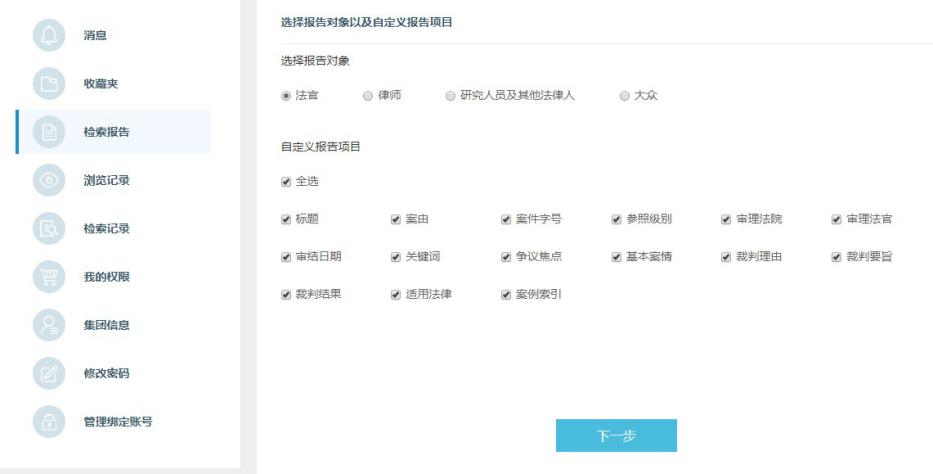 消息
收藏夹
检索报告
浏览记录
检索记录
我的权限
集团信息
修改密码
管理绑定账号
选择报告对象以及自定义报告项目
选择报告对象
法官 律师 研究人员及其他法律人 大众
自定义报告项目
全选
标题 案由 案件字号 参照级别 审理法院 审理法官
审结日期 关键词 争议焦点 基本案情 裁判理由 裁判要旨
裁判结果 适用法律 案例索引
下一步